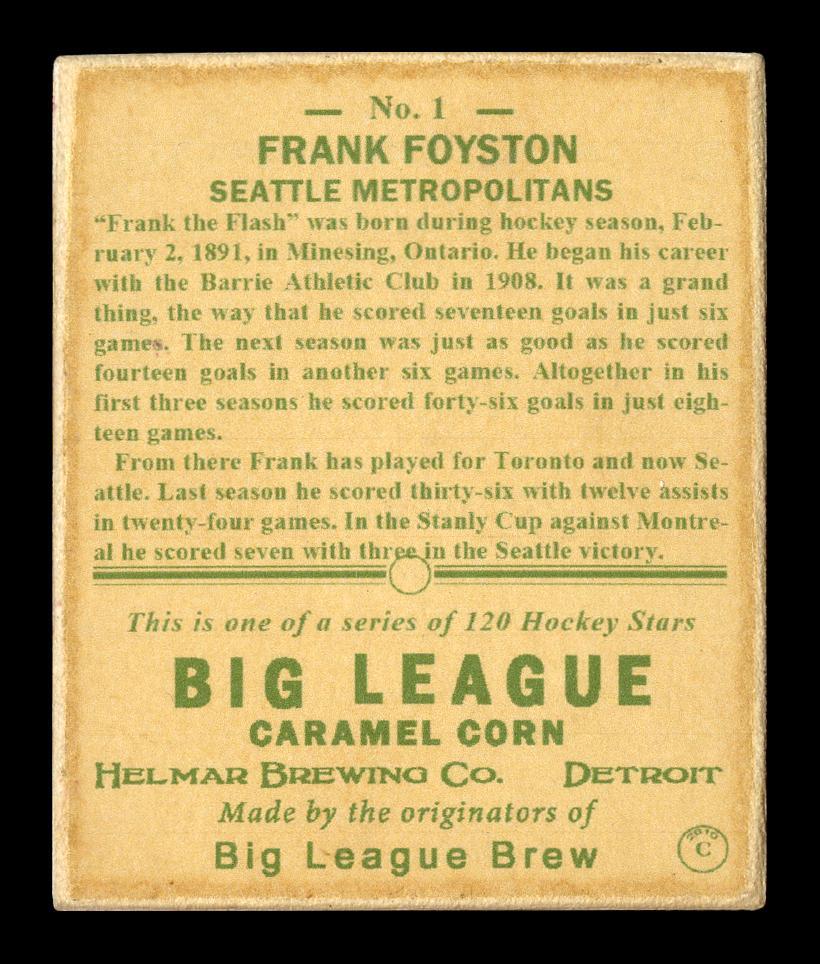 — No. 1 —
FRANK FOYSTON
SEATTLE METROPOLITANS
“Frank the Flash” was born during hockey season, Feb-
ruary 2, 1891, in Minesing, Ontario. He began his career
with the Barrie Athletic Club in 1908. It was a grand
thing, the way that he scored seventeen goals in just six
games. The next season was just as good as he scored
fourteen goals in another six games. Altogether in his
first three seasons he scored forty-six goals in just eigh-
teen games.
From there Frank has played for Toronto and now Se-
attle. Last season he scored thirty-six with twelve assists
in twenty-four games. In the Stanly Cup against Montre-
al he scored seven with three in the Seattle victory.
This is one of a series of 120 Hockey Stars
BIG LEAGUE
CARAMEL CORN
HELMAR BREWING CO. DETROIT
Made by the originators of
Big League Brew
2010
C